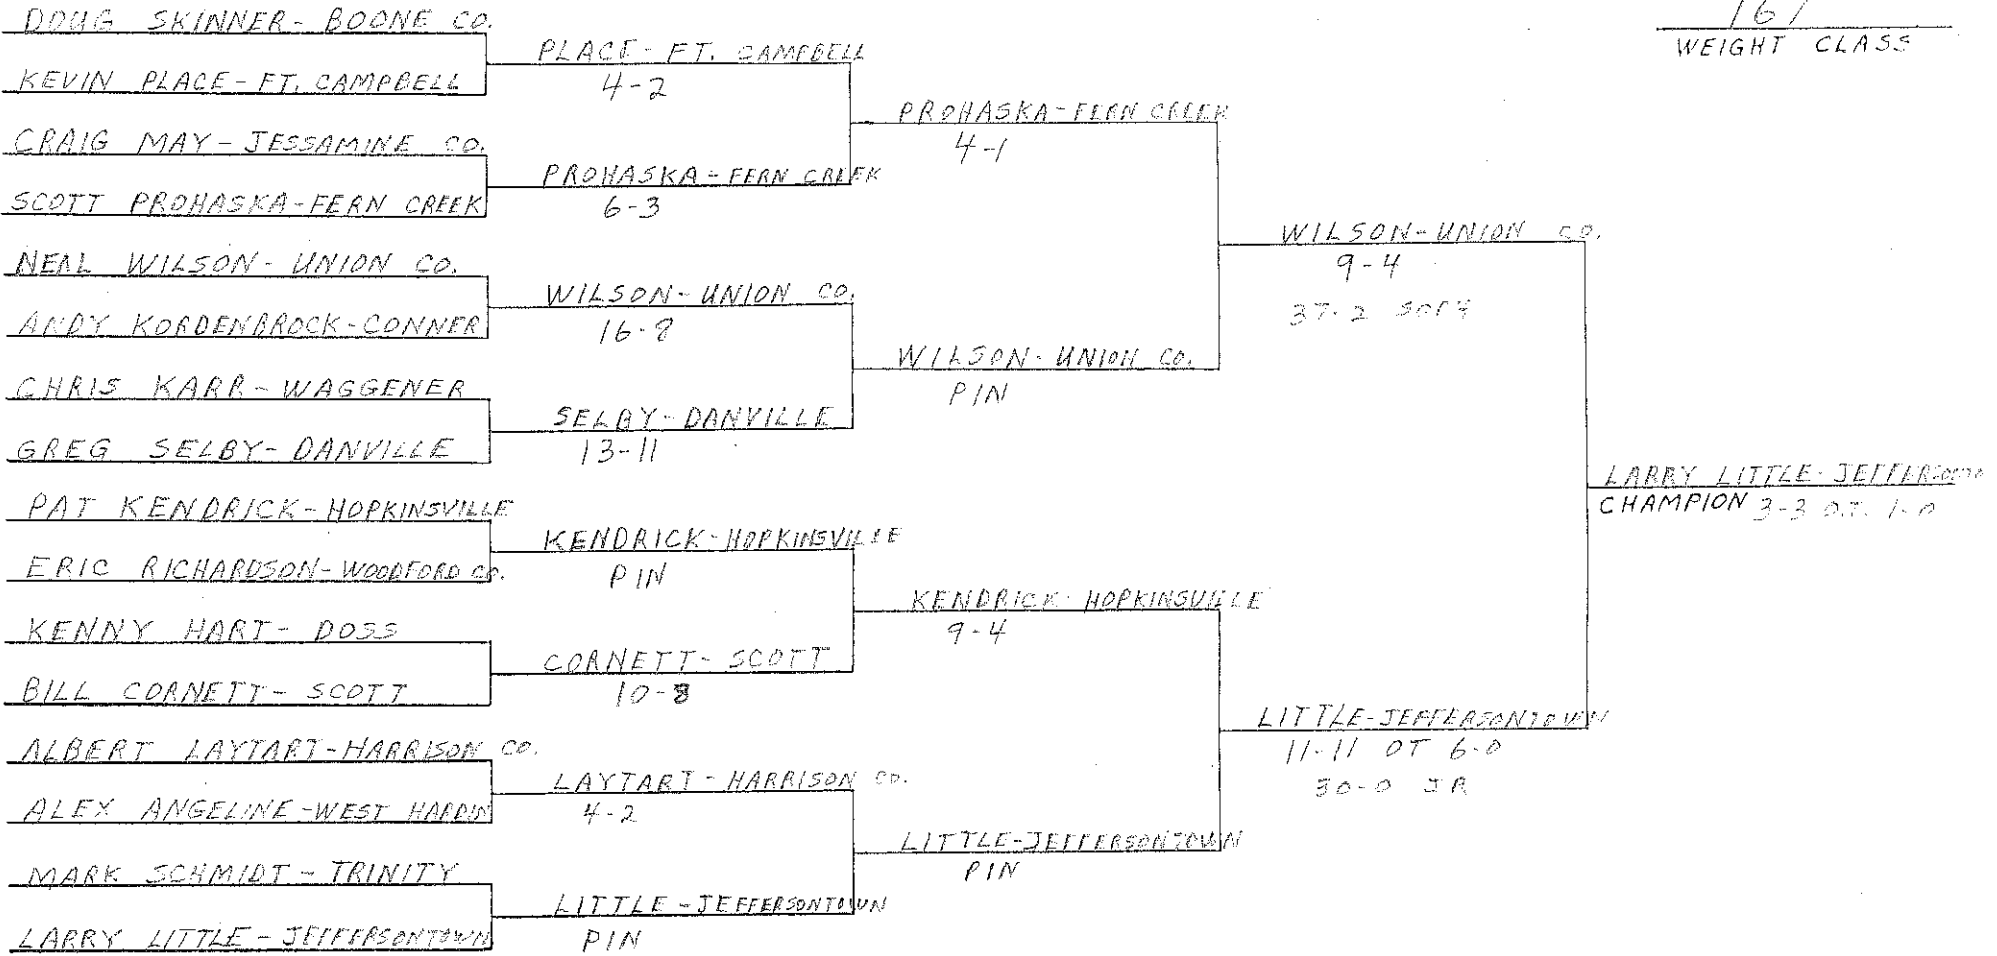 161
WEIGHT CLASS
DOUG SKINNER - BOONE CO.
KEVIN PLACE - FT. CAMPBELL
CRAIG MAY - JESSAMINE CO.
SCOTT PROHASKA - FERN CREEK
NEAL WILSON - UNION CO.
ANDY KORDENBROCK - CONNER
CHRIS KARR - WAGGENER
GREG SELBY - DANVILLE
PAT KENDRICK - HOPKINSVILLE
ERIC RICHARDSON - WOODFORD CO.
KENNY HART - DOSS
BILL CORNETT - SCOTT
ALBERT LAYTART - HARRISON CO.
ALEX ANGELINE - WEST HARDIN
MARK SCHMIDT - TRINITY
LARRY LITTLE - JEFFERSONTOWN
PLACE - FT. CAMPBELL
4-2
PROHASKA - FERN CREEK
6-3
WILSON - UNION CO.
16-8
SELBY - DANVILLE
13-11
KENDRICK - HOPKINSVILLE
PIN
CORNETT - SCOTT
10-8
LAYTART - HARRISON CO.
4-2
LITTLE - JEFFERSONTOWN
PIN
PROHASKA - FERN CREEK
4-1
WILSON - UNION CO.
PIN
KENDRICK - HOPKINSVILLE
9-4
LITTLE - JEFFERSONTOWN
PIN
WILSON - UNION CO.
9-4
37-2 SOPH
LITTLE - JEFFERSONTOWN
11-11 OT 6-0
30-0 JR
LARRY LITTLE - JEFFERSONTOWN
CHAMPION 3-3 O.T. 1-0